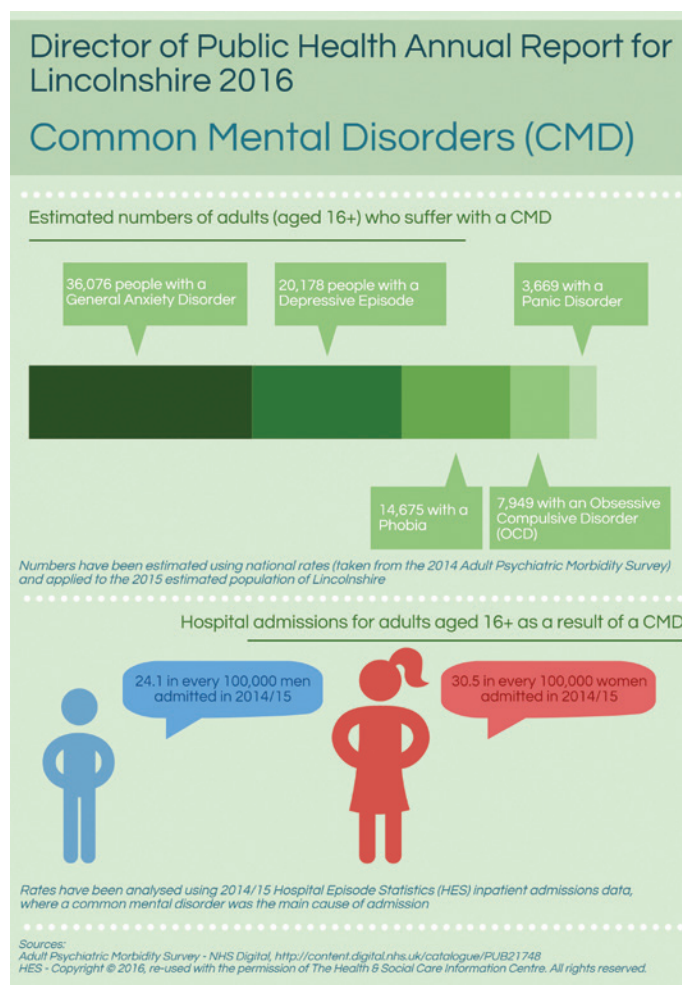 Director of Public Health Annual Report for
Lincolnshire 2016
Common Mental Disorders (CMD)
Estimated numbers of adults (aged 16+) who suffer with a CMD
36,076 people with a
General Anxiety Disorder
20,178 people with a
Depressive Episode
3,669 with a
Panic Disorder
14,675 with a
Phobia
7,949 with an Obsessive
Compulsive Disorder
(OCD)
Numbers have been estimated using national rates (taken from the 2014 Adult Psychiatric Morbidity Survey)
and applied to the 2015 estimated population of Lincolnshire
Hospital admissions for adults aged 16+ as a result of a CMD
24.1 in every 100,000 men
admitted in 2014/15
30.5 in every 100,000 women
admitted in 2014/15
Rates have been analysed using 2014/15 Hospital Episode Statistics (HES) inpatient admissions data,
where a common mental disorder was the main cause of admission
Sources:
Adult Psychiatric Morbidity Survey - NHS Digital, http://content.digital.nhs.uk/catalogue/PUB21748
HES - Copyright © 2016, re-used with the permission of The Health & Social Care Information Centre. All rights reserved.